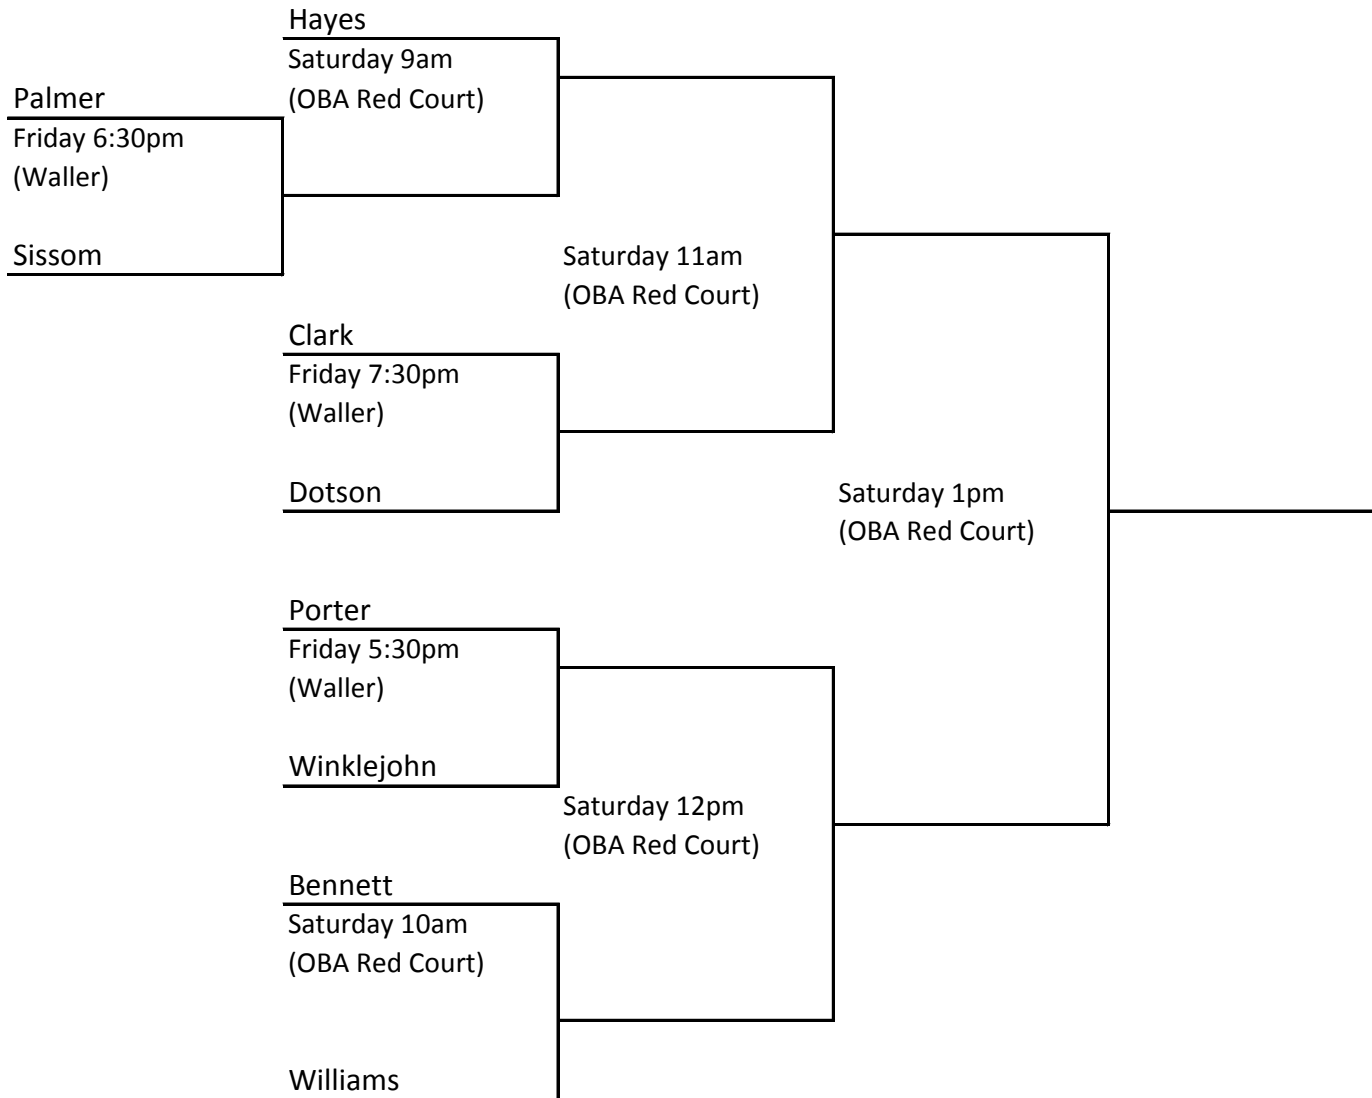 Hayes
Saturday 9am
(OBA Red Court)
Palmer
Friday 6:30pm
(Waller)
Sissom
Saturday 11am
(OBA Red Court)
Clark
Friday 7:30pm
(Waller)
Dotson
Saturday 1pm
(OBA Red Court)
Porter
Friday 5:30pm
(Waller)
Winklejohn
Saturday 12pm
(OBA Red Court)
Bennett
Saturday 10am
(OBA Red Court)
Williams